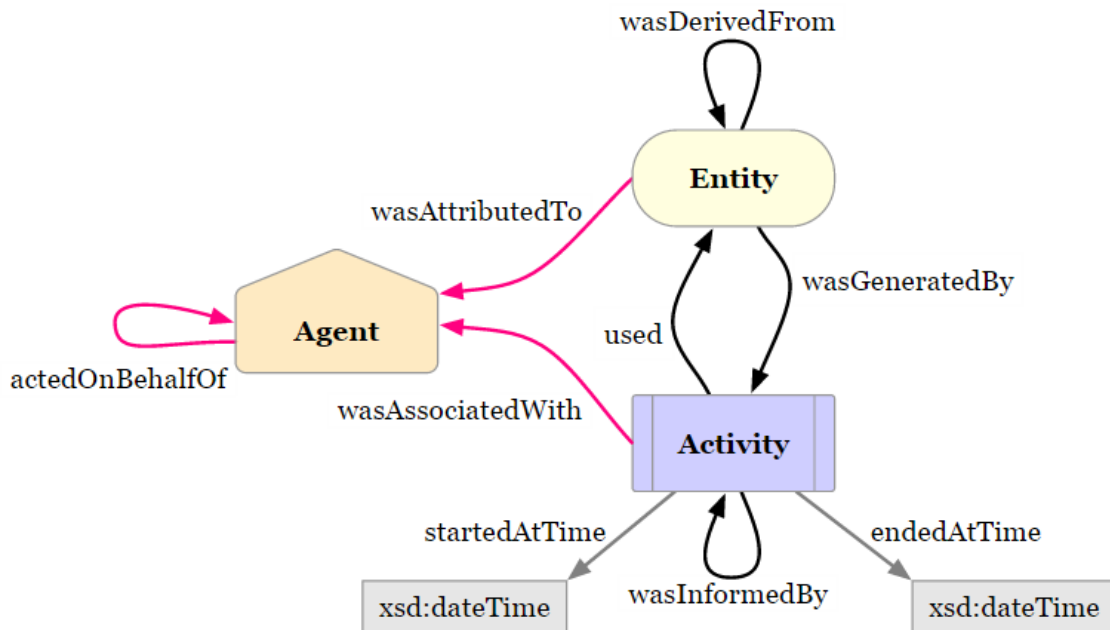 wasDerivedFrom
Entity
wasAttributedTo
wasGeneratedBy
Agent
used
actedOnBehalfOf
wasAssociatedWith
Activity
startedAtTime
endedAtTime
wasInformedBy
xsd:dateTime
xsd:dateTime